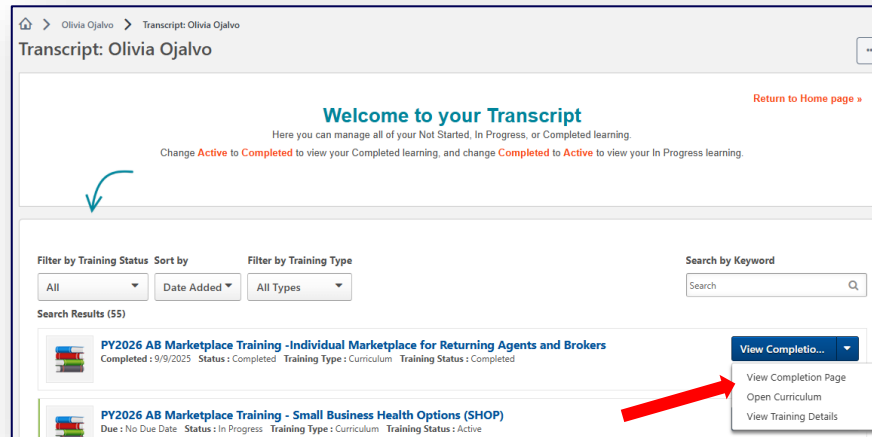 Olivia Ojalvo Transcript: Olivia Ojalvo
Transcript: Olivia Ojalvo
Return to Home page »
Welcome to your Transcript
Here you can manage all of your Not Started, In Progress, or Completed learning.
Change Active to Completed to view your Completed learning, and change Completed to Active to view your In Progress learning.
Filter by Training Status Sort by Filter by Training Type Search by Keyword
All Date Added All Types Search
Search Results (55)
PY2026 AB Marketplace Training -Individual Marketplace for Returning Agents and Brokers
Completed : 9/9/2025 Status : Completed Training Type : Curriculum Training Status : Completed
View Completio...
View Completion Page
Open Curriculum
View Training Details
PY2026 AB Marketplace Training - Small Business Health Options (SHOP)
Due : No Due Date Status : In Progress Training Type : Curriculum Training Status : Active